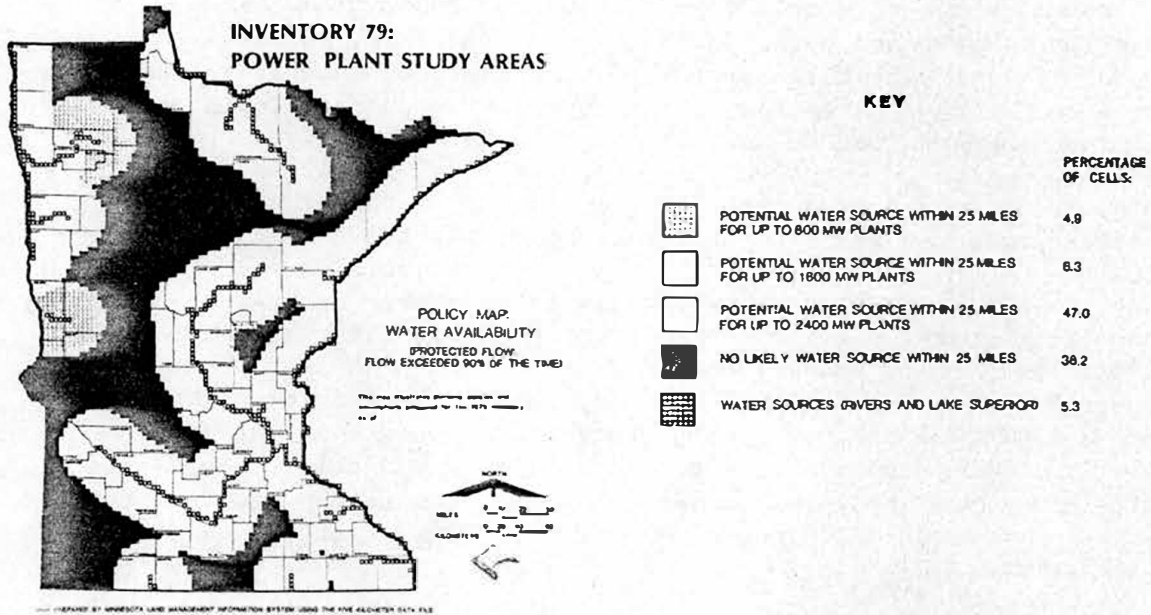 INVENTORY 79:
POWER PLANT STUDY AREAS
KEY
PERCENTAGE
OF CELLS:
POTENTIAL WATER SOURCE WITHIN 25 MILES
FOR UP TO 800 MW PLANTS
4.9
POTENTIAL WATER SOURCE WITHIN 25 MILES
FOR UP TO 1600 MW PLANTS
6.3
POTENTIAL WATER SOURCE WITHIN 25 MILES
FOR UP TO 2400 MW PLANTS
47.0
NO LIKELY WATER SOURCE WITHIN 25 MILES
38.2
WATER SOURCES (RIVERS AND LAKE SUPERIOR)
5.3
POLICY MAP:
WATER AVAILABILITY
(PROTECTED FLOW:
FLOW EXCEEDED 90% OF THE TIME)
NORTH
MILES
KILOMETERS
PREPARED BY MINNESOTA LAND MANAGEMENT INFORMATION SYSTEM USING THE FIVE KILOMETER DATA FILE